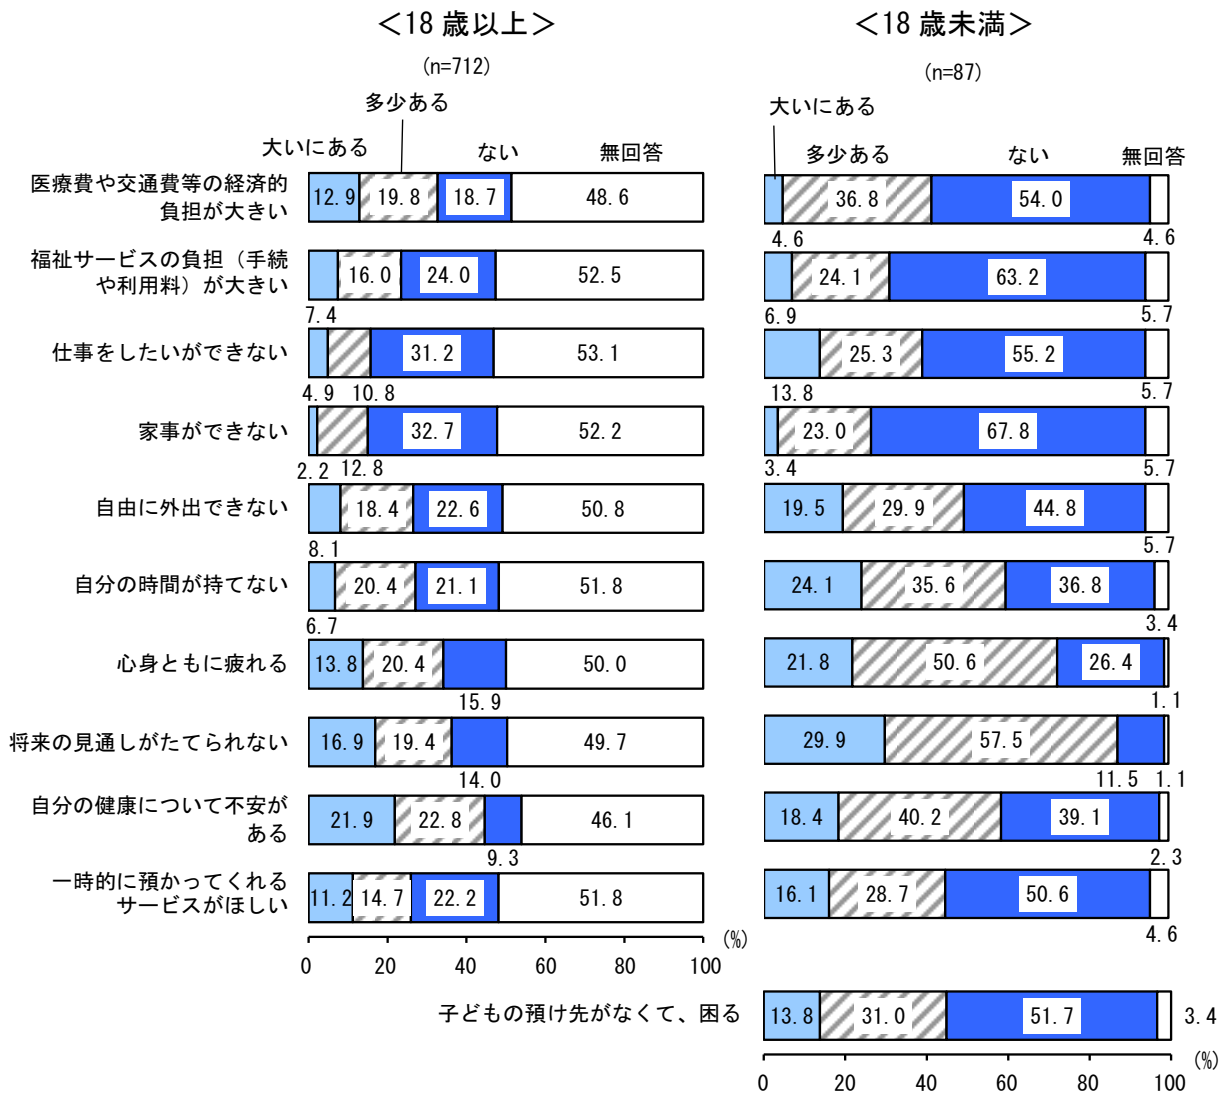 ＜18 歳以上＞
＜18 歳未満＞
(n=712)
(n=87)
多少ある
大いにある
ない
無回答
大いにある
多少ある
ない
無回答
医療費や交通費等の経済的
負担が大きい
12.9 19.8 18.7 48.6
36.8 54.0
4.6 4.6
福祉サービスの負担（手続
や利用料）が大きい
16.0 24.0 52.5
7.4
24.1 63.2
6.9 5.7
仕事をしたいができない
31.2 53.1
4.9 10.8
25.3 55.2
13.8 5.7
家事ができない
32.7 52.2
2.2 12.8
23.0 67.8
3.4 5.7
自由に外出できない
18.4 22.6 50.8
8.1
19.5 29.9 44.8
5.7
自分の時間が持てない
20.4 21.1 51.8
6.7
24.1 35.6 36.8
3.4
心身ともに疲れる
13.8 20.4 50.0
15.9
21.8 50.6 26.4
1.1
将来の見通しがたてられない
16.9 19.4 49.7
14.0
29.9 57.5
11.5 1.1
自分の健康について不安が
ある
21.9 22.8 46.1
9.3
18.4 40.2 39.1
2.3
一時的に預かってくれる
サービスがほしい
11.2 14.7 22.2 51.8
16.1 28.7 50.6
4.6
(%)
0 20 40 60 80 100
子どもの預け先がなくて、困る
13.8 31.0 51.7 3.4
(%)
0 20 40 60 80 100